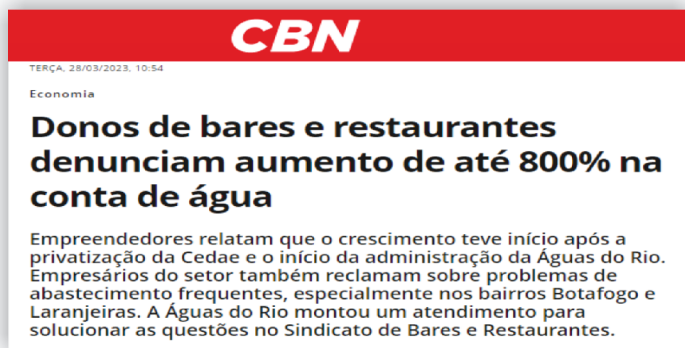 CBN
TERÇA, 28/03/2023, 10:54
Economia
Donos de bares e restaurantes
denunciam aumento de até 800% na
conta de água
Empreendedores relatam que o crescimento teve início após a
privatização da Cedae e o início da administração da Águas do Rio.
Empresários do setor também reclamam sobre problemas de
abastecimento frequentes, especialmente nos bairros Botafogo e
Laranjeiras. A Águas do Rio montou um atendimento para
solucionar as questões no Sindicato de Bares e Restaurantes.